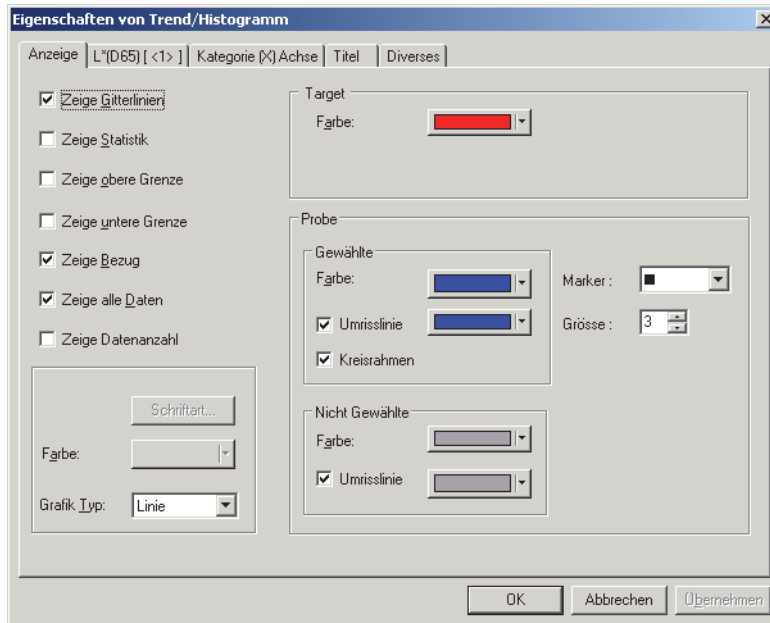 Eigenschaften von Trend/Histogramm
Anzeige L*(D65) [ <1> ] Kategorie (X) Achse Titel Diverses
Zeige Gitterlinien
Zeige Statistik
Zeige obere Grenze
Zeige untere Grenze
Zeige Bezug
Zeige alle Daten
Zeige Datenanzahl
Schriftart...
Farbe:
Grafik Typ: Linie
Target
Farbe:
Probe
Gewählte
Farbe:
Umrisslinie
Kreisrahmen
Marker :
Grösse : 3
Nicht Gewählte
Farbe:
Umrisslinie
OK Abbrechen Übernehmen